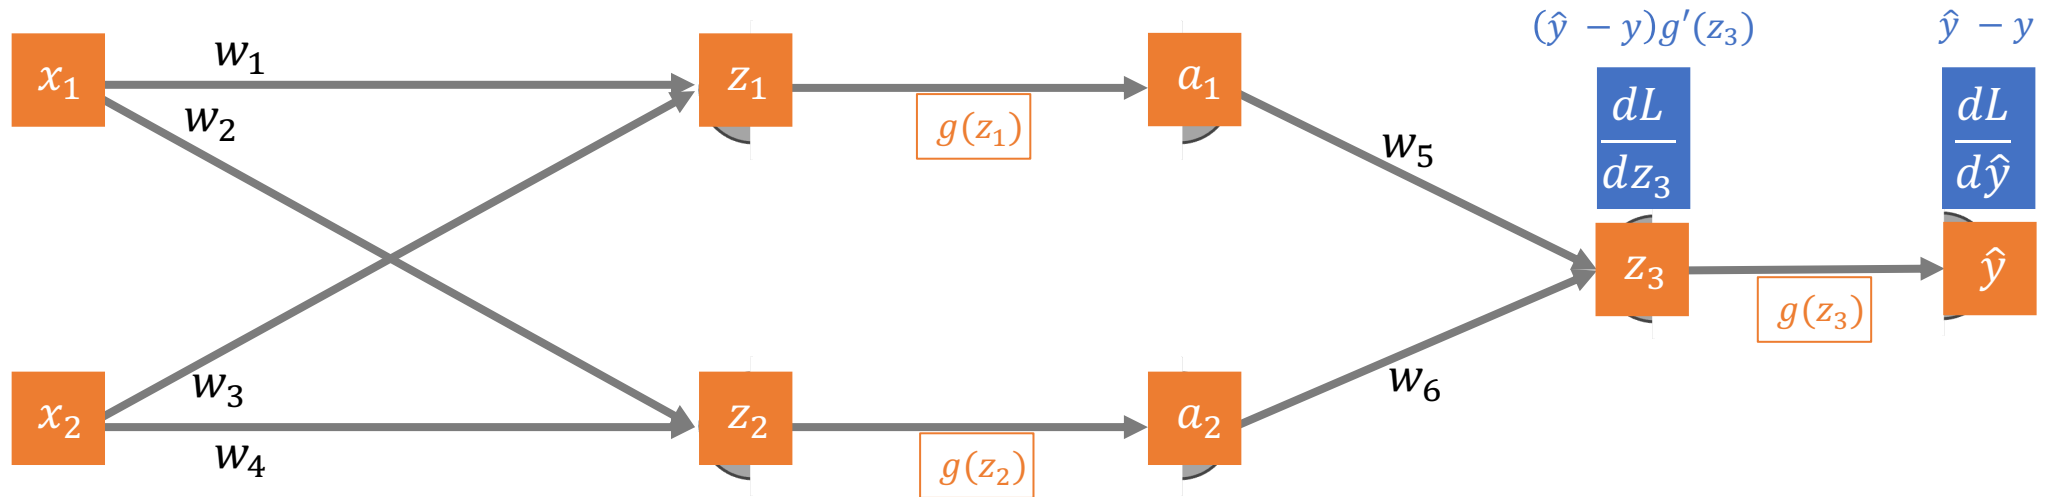 (ŷ − y)g′(z₃)
ŷ − y
x₁
w₁
w₂
z₁
g(z₁)
a₁
w₅
dL
dz₃
dL
dŷ
z₃
g(z₃)
ŷ
x₂
w₃
w₄
z₂
g(z₂)
a₂
w₆